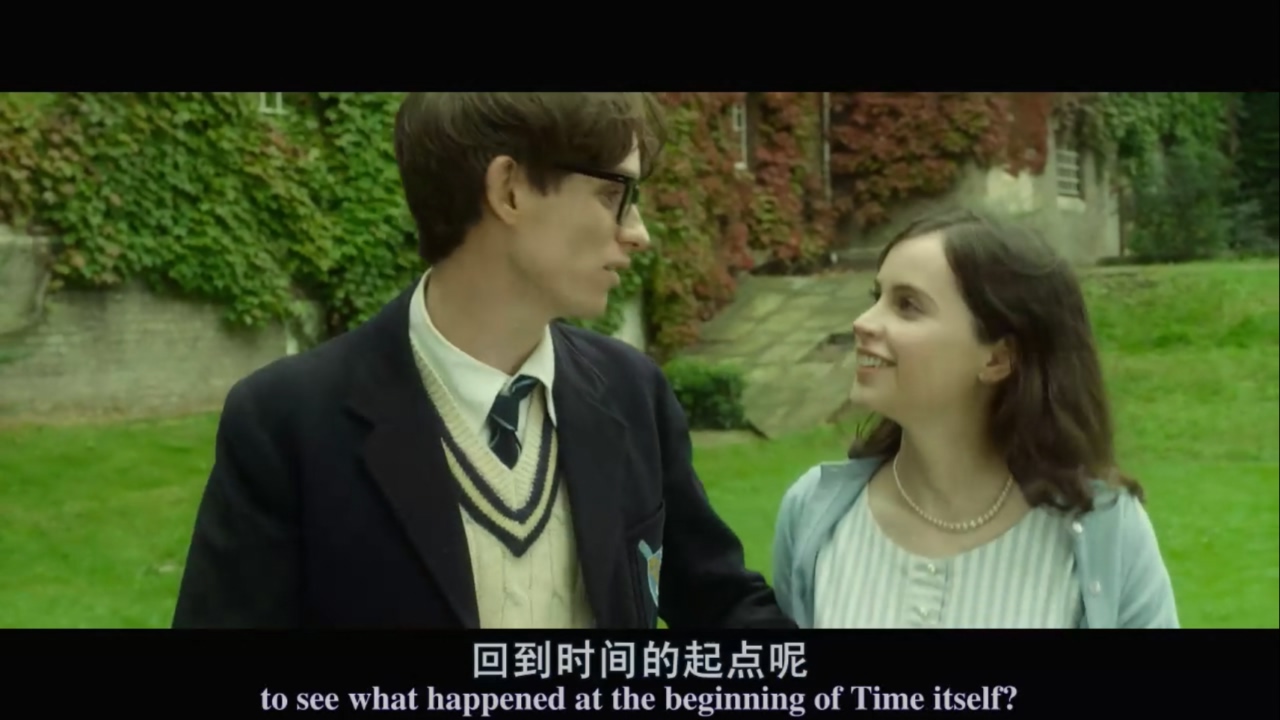 回到时间的起点呢
to see what happened at the beginning of Time itself?